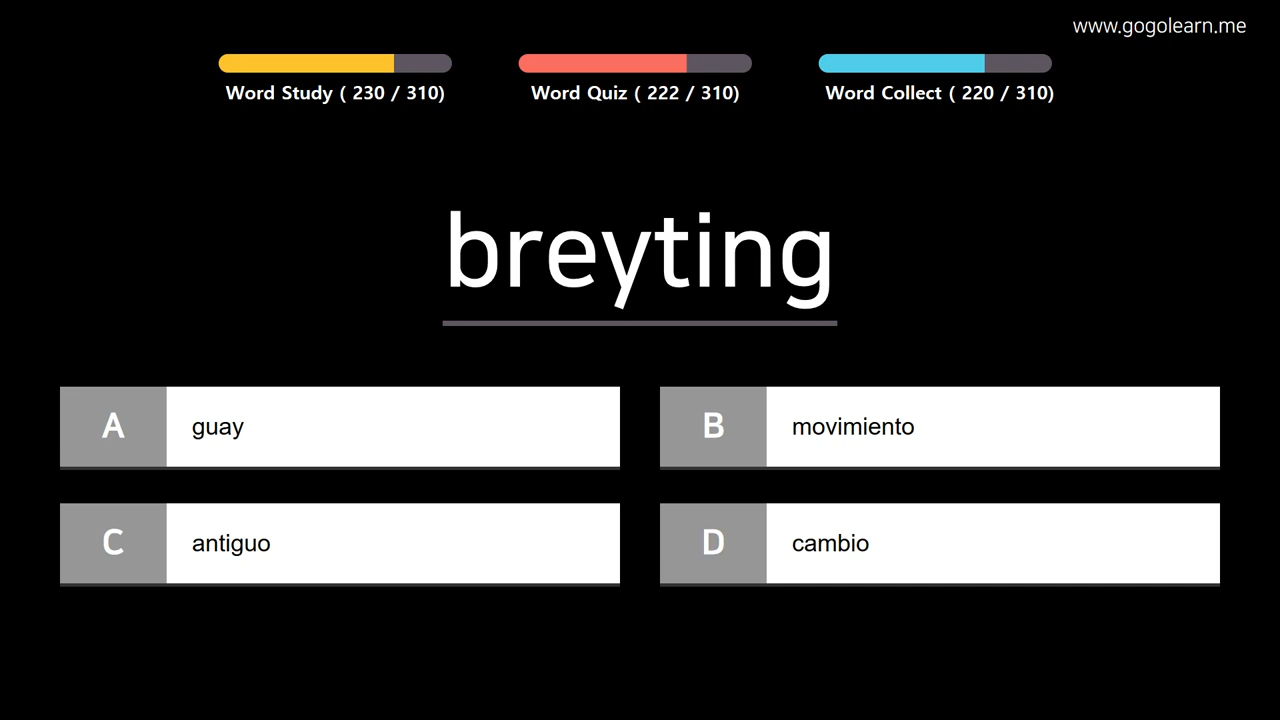 www.gogolearn.me
Word Study ( 230 / 310)
Word Quiz ( 222 / 310)
Word Collect ( 220 / 310)
breyting
A guay
B movimiento
C antiguo
D cambio